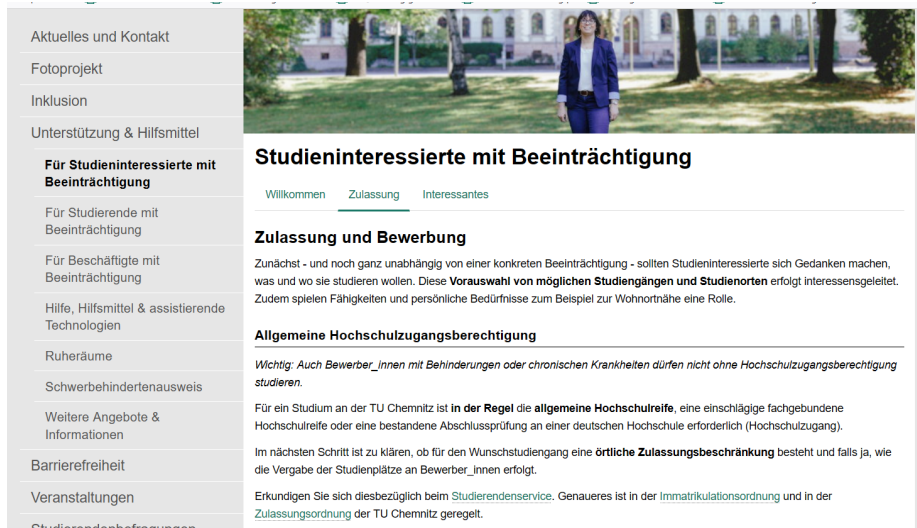 Aktuelles und Kontakt
Fotoprojekt
Inklusion
Unterstützung & Hilfsmittel
Für Studieninteressierte mit
Beeinträchtigung
Für Studierende mit
Beeinträchtigung
Für Beschäftigte mit
Beeinträchtigung
Hilfe, Hilfsmittel & assistierende
Technologien
Ruheräume
Schwerbehindertenausweis
Weitere Angebote &
Informationen
Barrierefreiheit
Veranstaltungen
Studierendenbefragungen
Studieninteressierte mit Beeinträchtigung
Willkommen Zulassung Interessantes
Zulassung und Bewerbung
Zunächst - und noch ganz unabhängig von einer konkreten Beeinträchtigung - sollten Studieninteressierte sich Gedanken machen,
was und wo sie studieren wollen. Diese Vorauswahl von möglichen Studiengängen und Studienorten erfolgt interessensgeleitet.
Zudem spielen Fähigkeiten und persönliche Bedürfnisse zum Beispiel zur Wohnortnähe eine Rolle.
Allgemeine Hochschulzugangsberechtigung
Wichtig: Auch Bewerber_innen mit Behinderungen oder chronischen Krankheiten dürfen nicht ohne Hochschulzugangsberechtigung
studieren.
Für ein Studium an der TU Chemnitz ist in der Regel die allgemeine Hochschulreife, eine einschlägige fachgebundene
Hochschulreife oder eine bestandene Abschlussprüfung an einer deutschen Hochschule erforderlich (Hochschulzugang).
Im nächsten Schritt ist zu klären, ob für den Wunschstudiengang eine örtliche Zulassungsbeschränkung besteht und falls ja, wie
die Vergabe der Studienplätze an Bewerber_innen erfolgt.
Erkundigen Sie sich diesbezüglich beim Studierendenservice. Genaueres ist in der Immatrikulationsordnung und in der
Zulassungsordnung der TU Chemnitz geregelt.